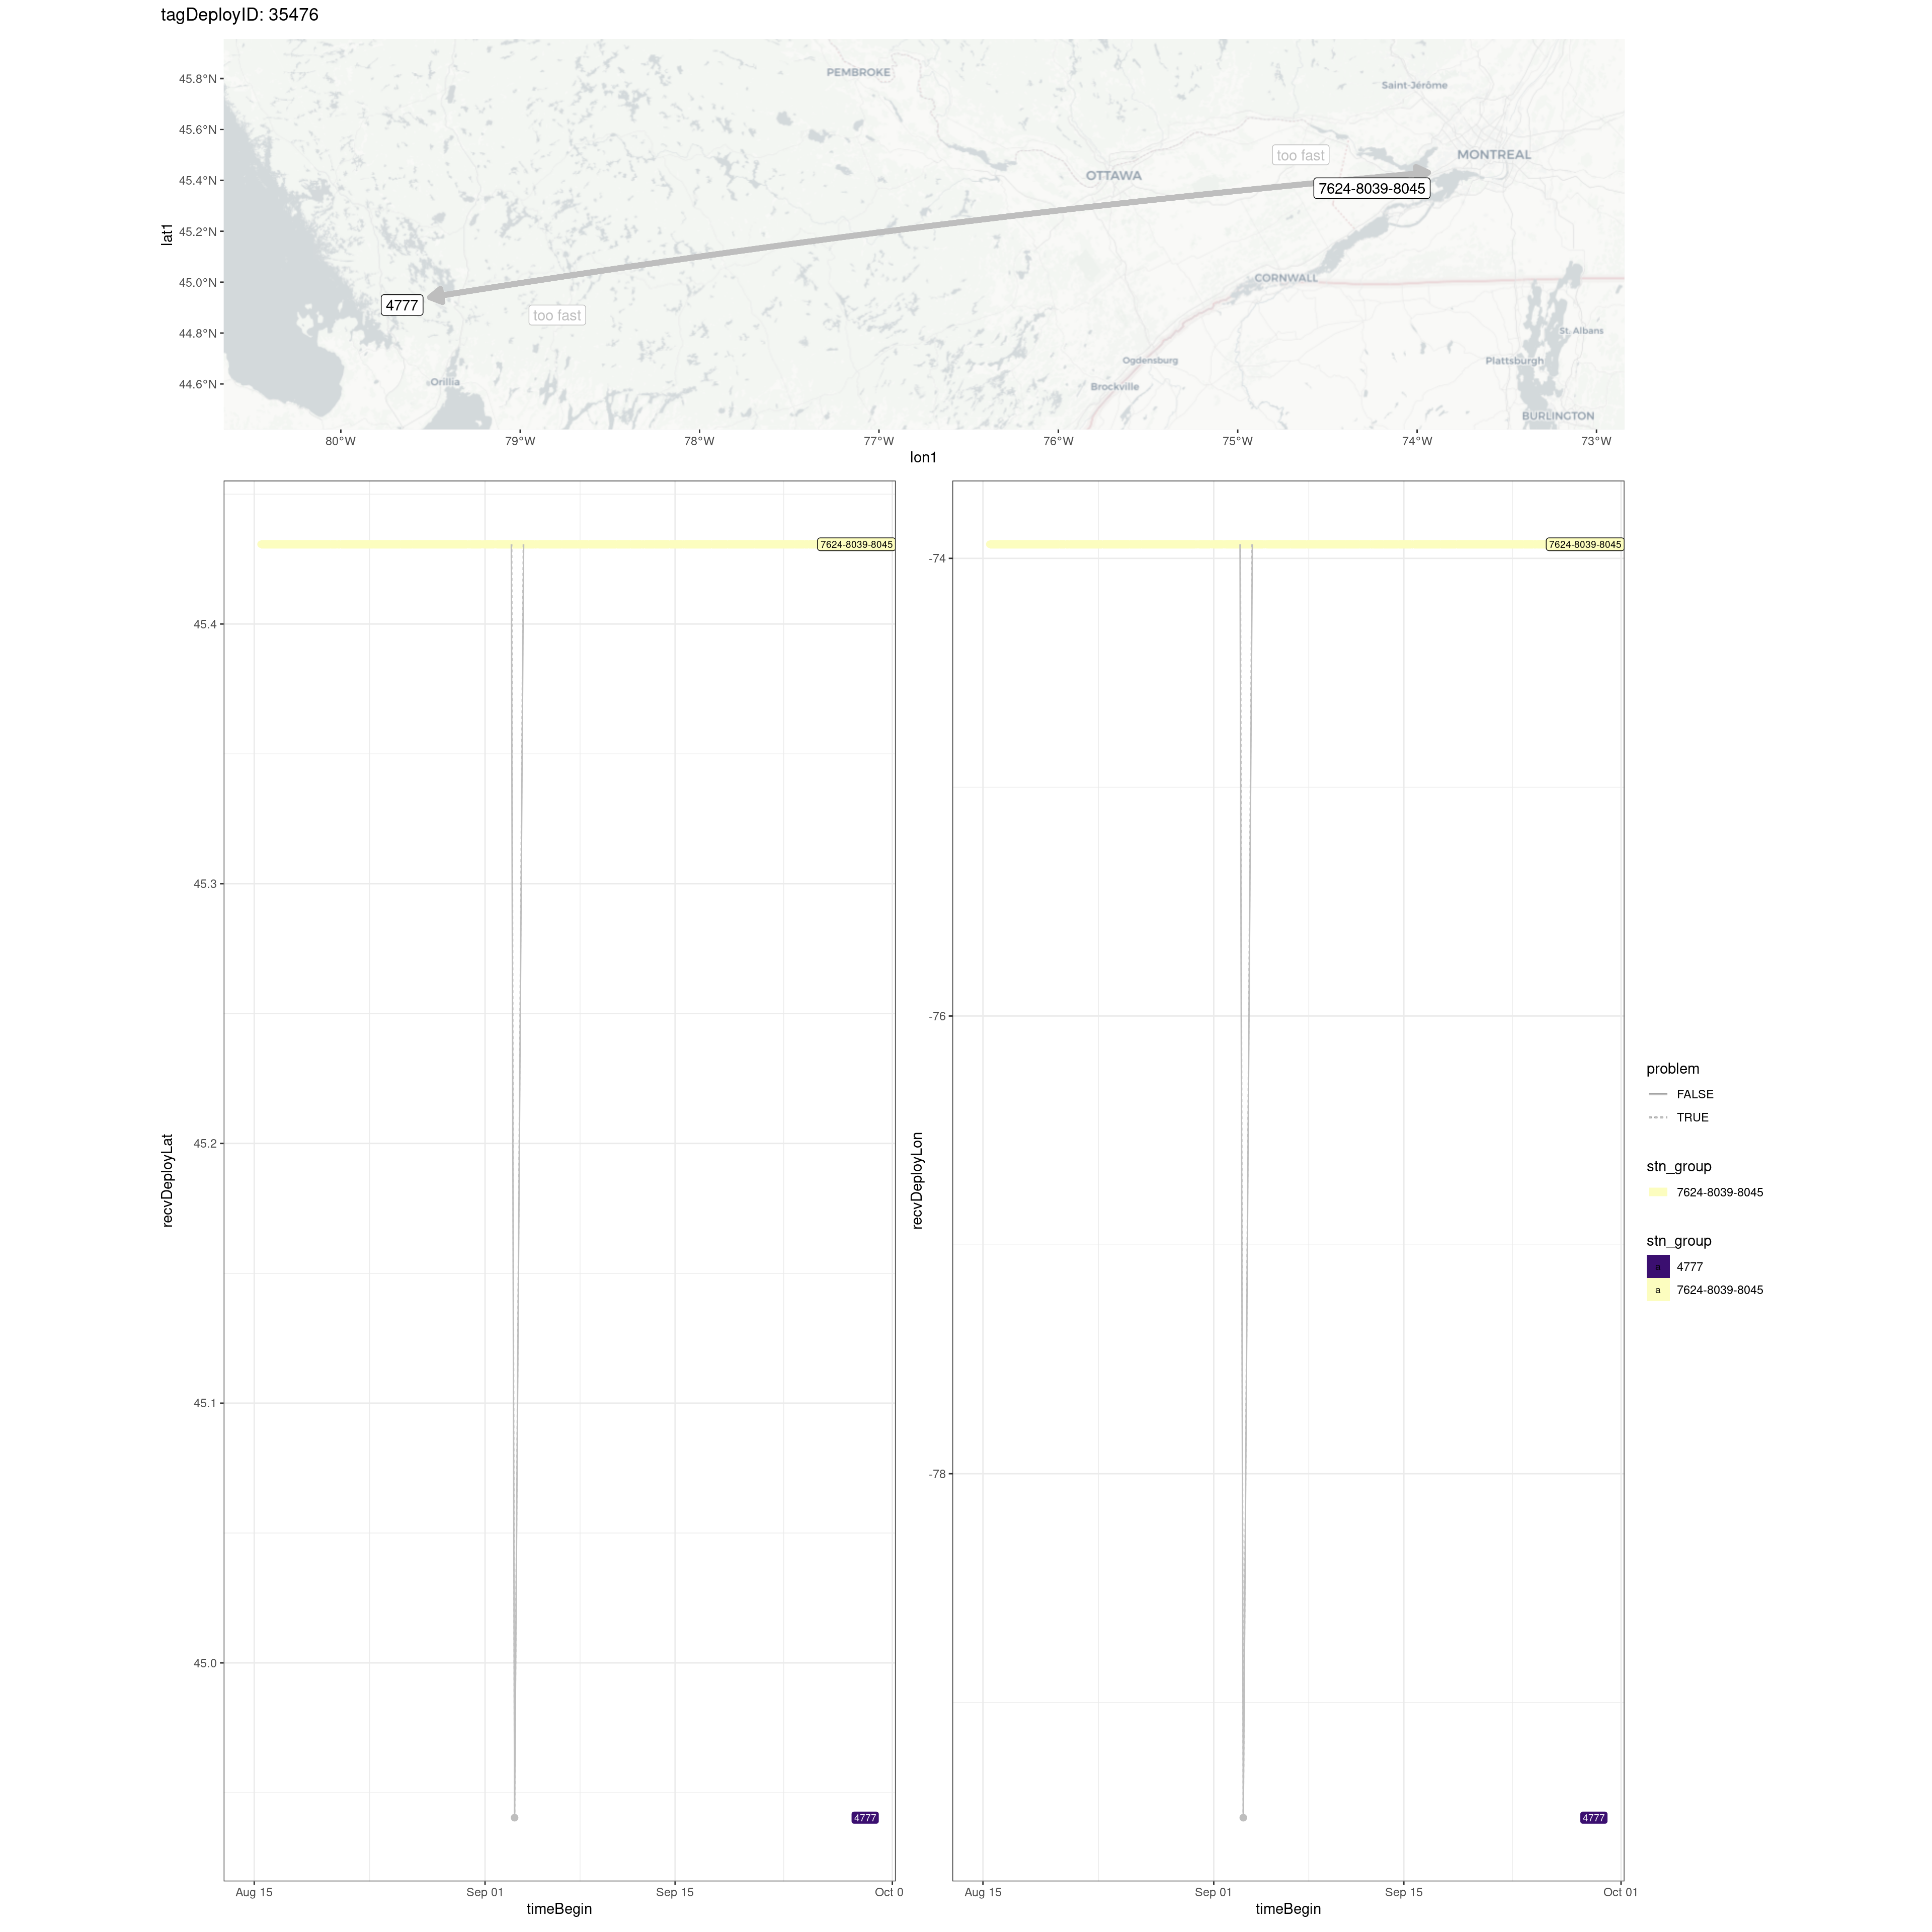 tagDeployID: 35476
45.8°N
45.6°N
45.4°N
45.2°N
45.0°N
44.8°N
44.6°N
lat1
PEMBROKE
Saint-Jérôme
MONTREAL
OTTAWA
too fast
7624-8039-8045
CORNWALL
4777
too fast
St. Albans
Ogdensburg
Plattsburgh
Orillia
Brockville
BURLINGTON
80°W
79°W
78°W
77°W
76°W
75°W
74°W
73°W
lon1
7624-8039-8045
45.4
45.3
45.2
45.1
45.0
recvDeployLat
4777
Aug 15
Sep 01
Sep 15
Oct 0
timeBegin
7624-8039-8045
-74
-76
-78
recvDeployLon
4777
Aug 15
Sep 01
Sep 15
Oct 01
timeBegin
problem
FALSE
TRUE
stn_group
7624-8039-8045
stn_group
a 4777
a 7624-8039-8045